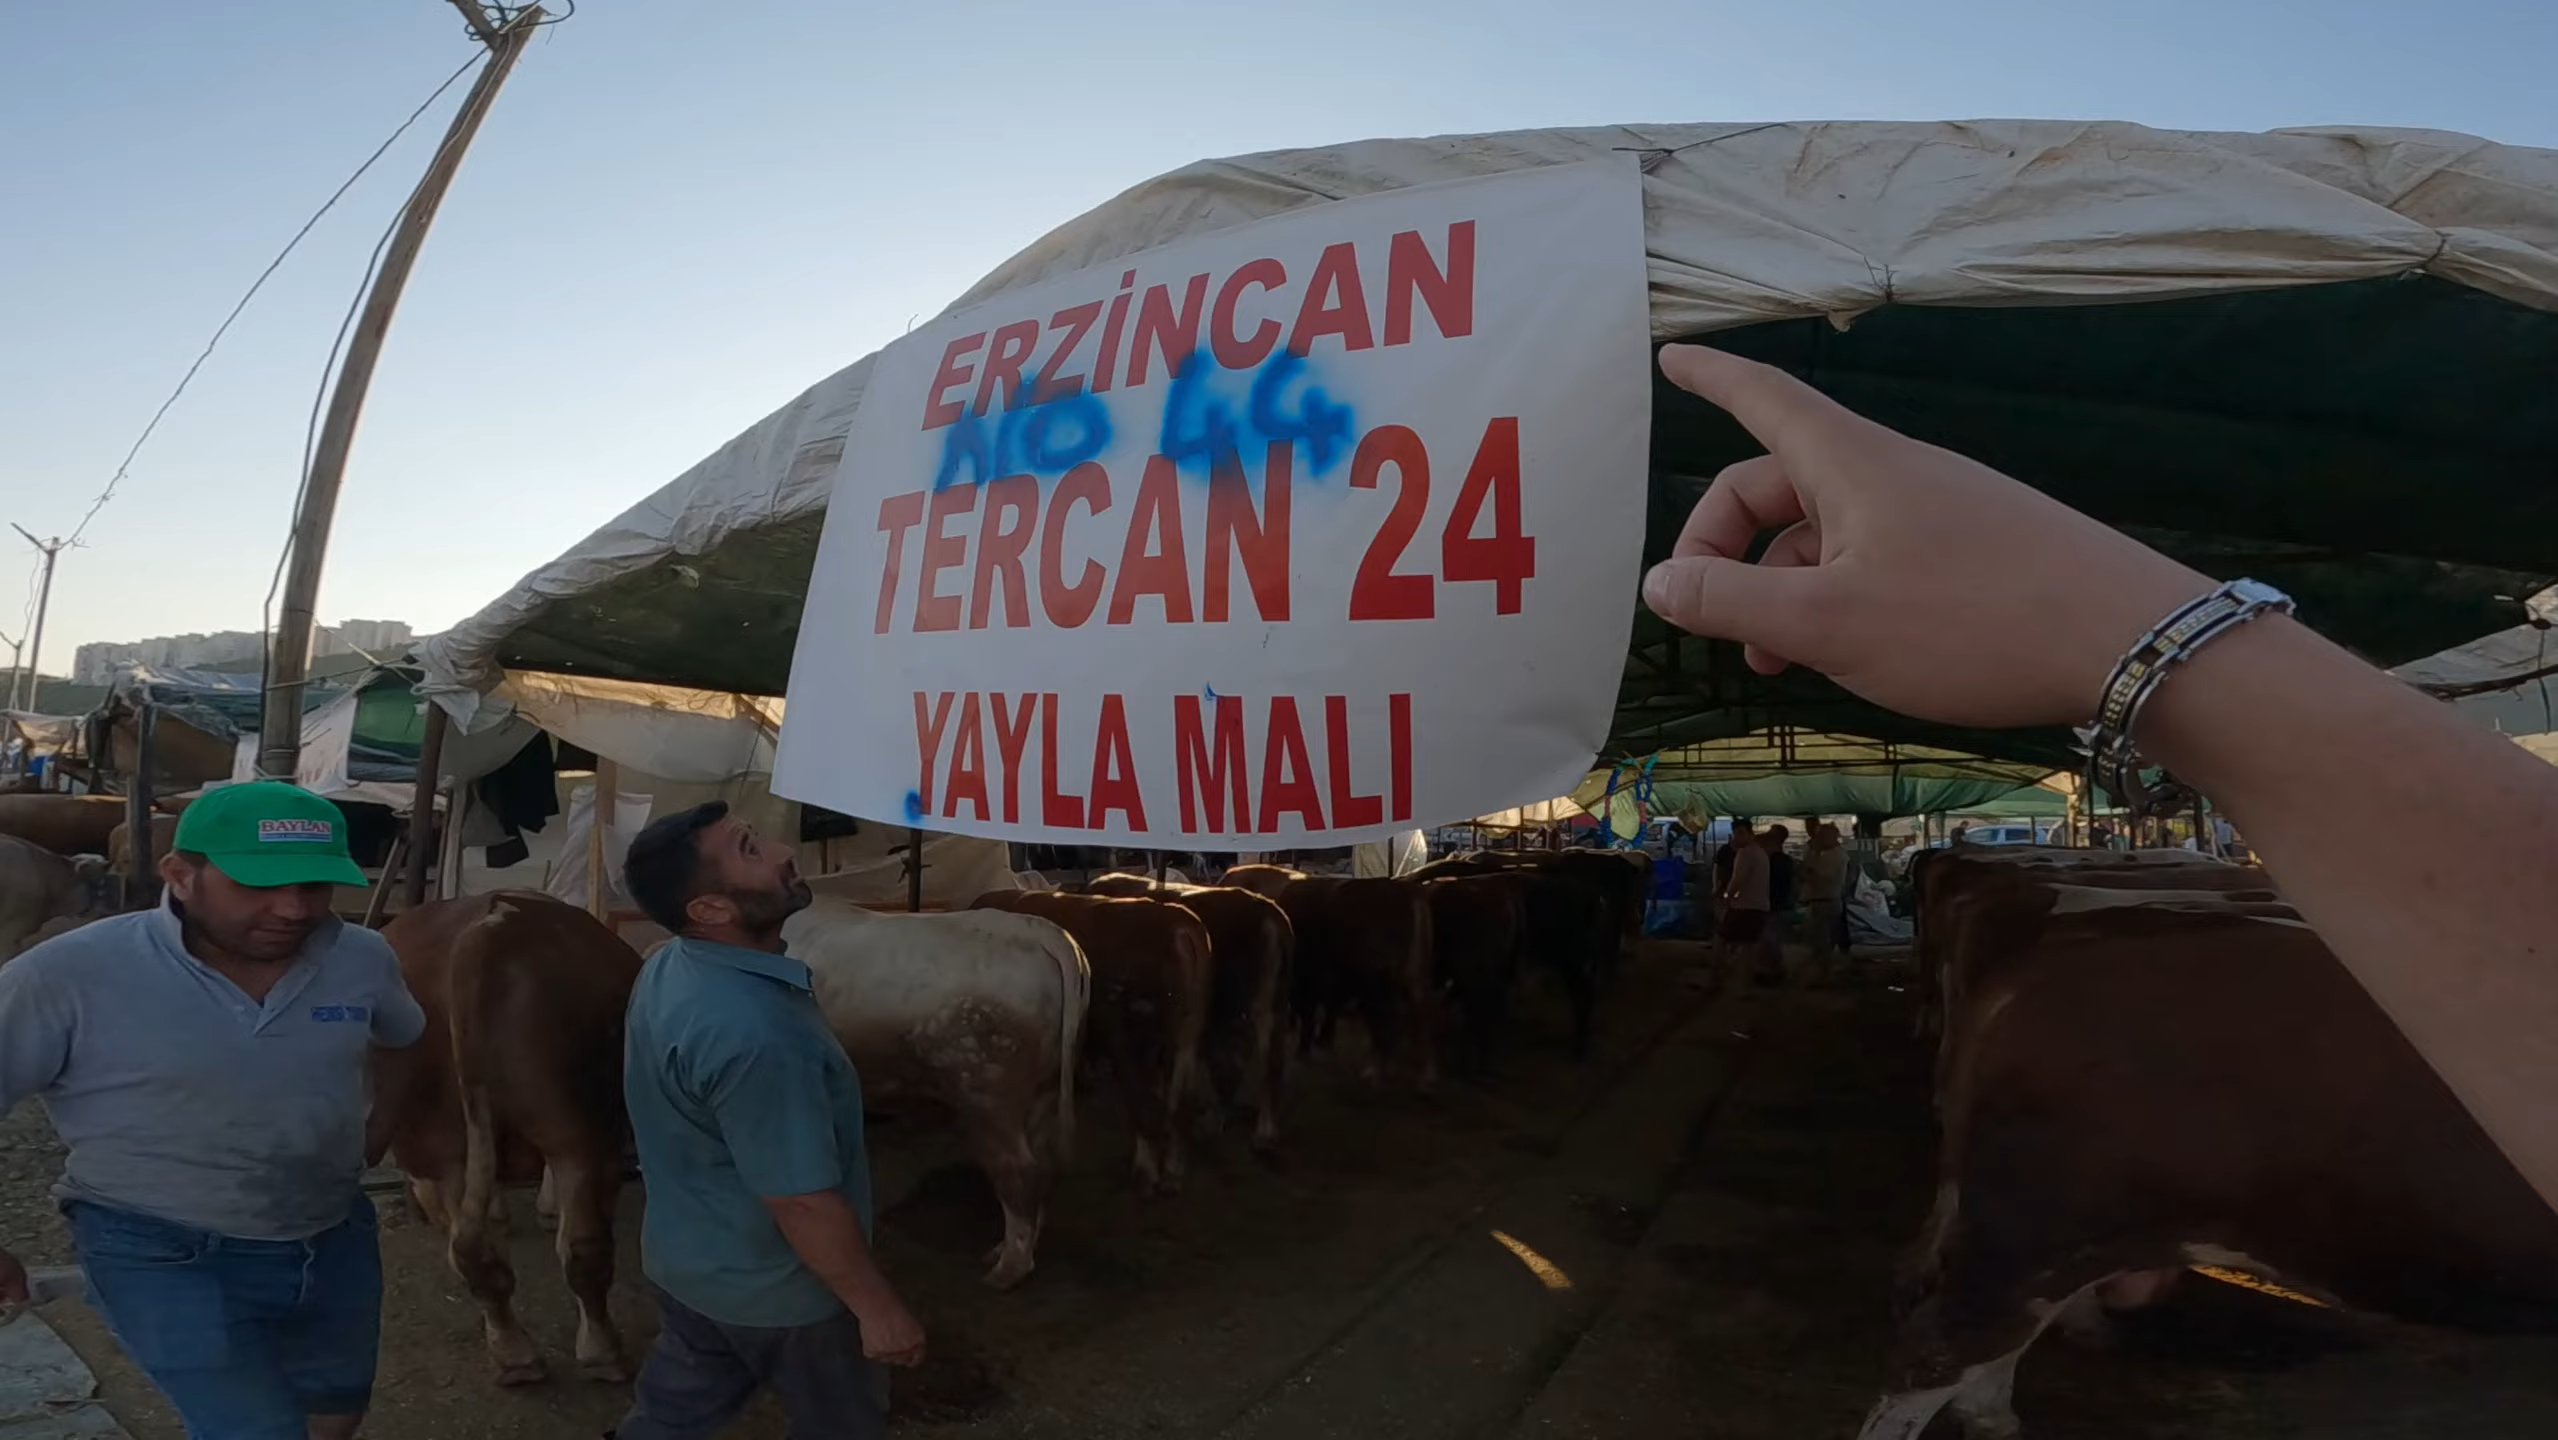 ERZİNCAN
NO 44
TERCAN 24
YAYLA MALI
BAYLAN